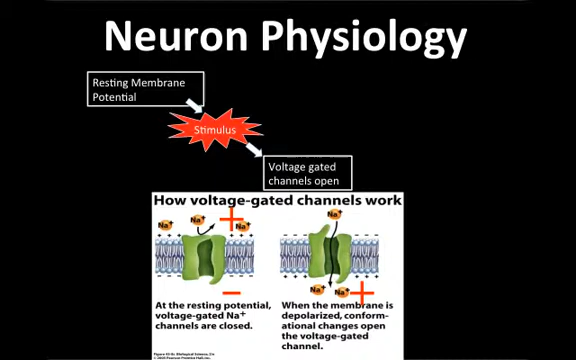 Neuron Physiology
Resting Membrane
Potential
Stimulus
Voltage gated
channels open
How voltage-gated channels work
Na+ Na+ Na+
Na+
+ −
At the resting potential,
voltage-gated Na+
channels are closed.
Na+ Na+
+
When the membrane is
depolarized, conform-
ational changes open
the voltage-gated
channel.